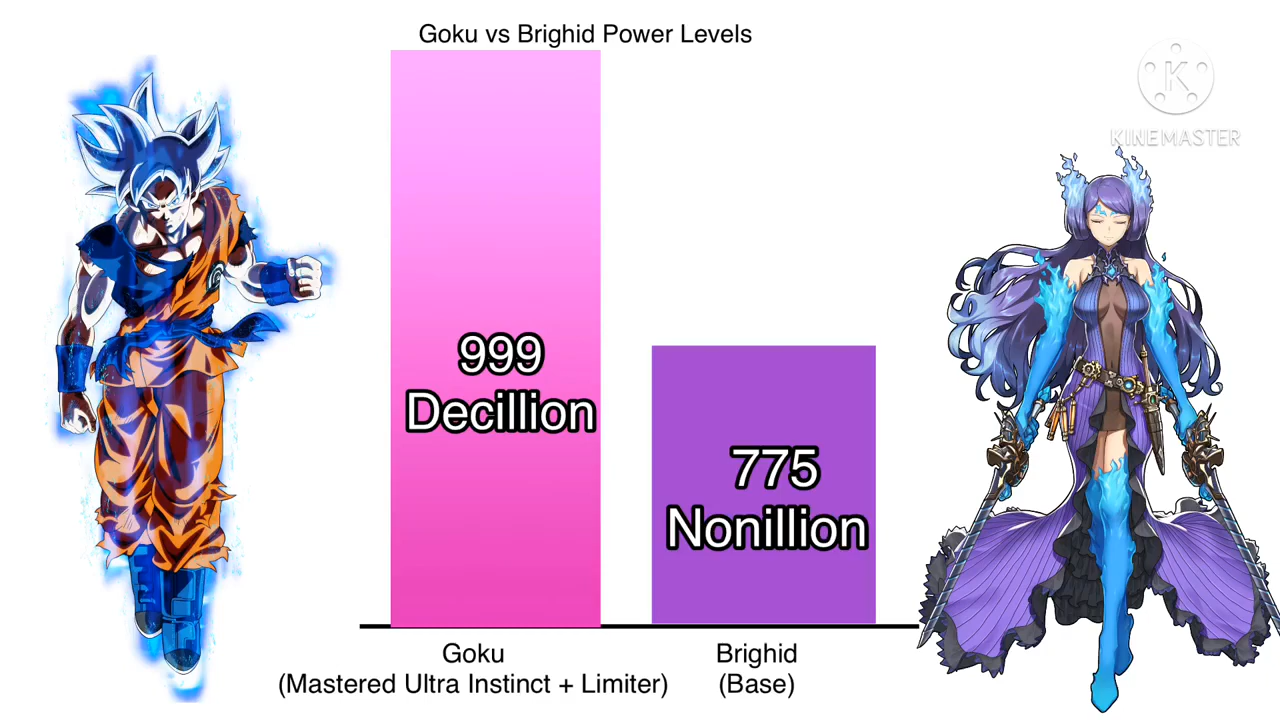 Goku vs Brighid Power Levels
K
KINEMASTER
999
Decillion
775
Nonillion
Goku
(Mastered Ultra Instinct + Limiter)
Brighid
(Base)